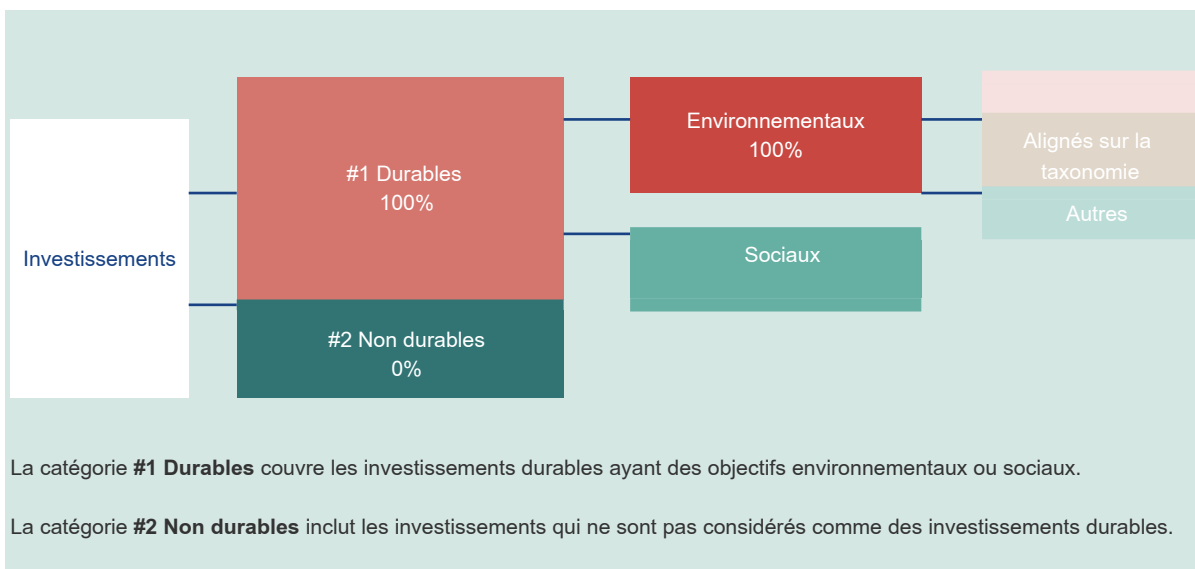 Investissements
#1 Durables
100%
#2 Non durables
0%
Environnementaux
100%
Sociaux
Alignés sur la
taxonomie
Autres
La catégorie #1 Durables couvre les investissements durables ayant des objectifs environnementaux ou sociaux.
La catégorie #2 Non durables inclut les investissements qui ne sont pas considérés comme des investissements durables.